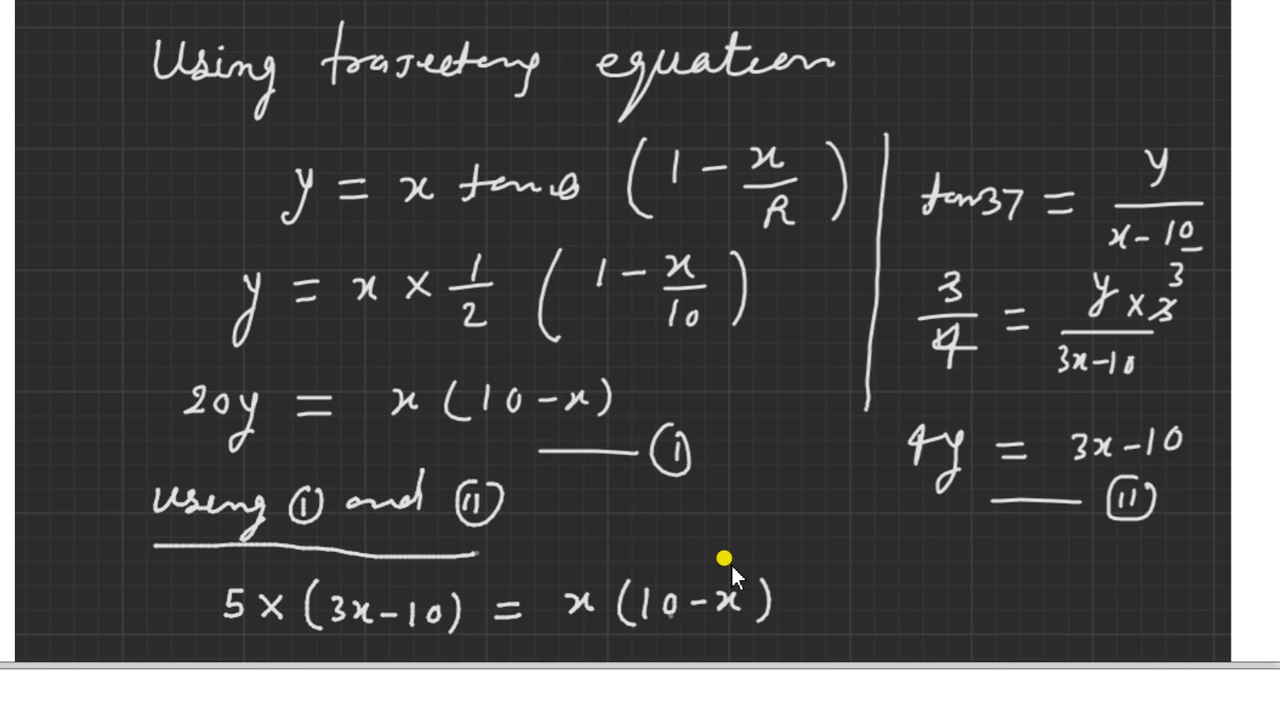 Using trajectory equation
y = x tanθ (1 - x/R)
y = x × 1/2 (1 - x/10)
20y = x(10-x)
—— (I)
tan37 = y/(x - 10/3)
3/4 = (y × 3)/(3x-10)
4y = 3x-10
—— (II)
Using (I) and (II)
5 × (3x-10) = x(10-x)